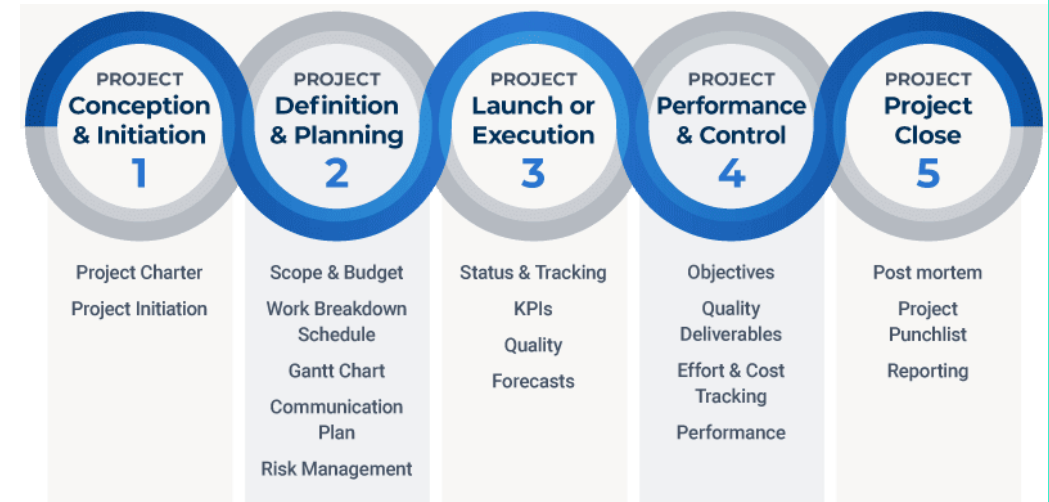 PROJECT
Conception
& Initiation
1
Project Charter
Project Initiation
PROJECT
Definition
& Planning
2
Scope & Budget
Work Breakdown
Schedule
Gantt Chart
Communication
Plan
Risk Management
PROJECT
Launch or
Execution
3
Status & Tracking
KPIs
Quality
Forecasts
PROJECT
Performance
& Control
4
Objectives
Quality
Deliverables
Effort & Cost
Tracking
Performance
PROJECT
Project
Close
5
Post mortem
Project
Punchlist
Reporting